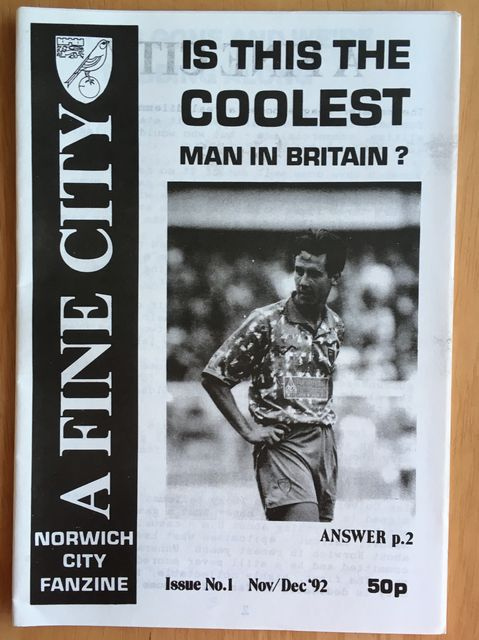 IS THIS THE
COOLEST
MAN IN BRITAIN ?
A FINE CITY
NORWICH
CITY
FANZINE
ANSWER p.2
Issue No.1 Nov/Dec'92 50p